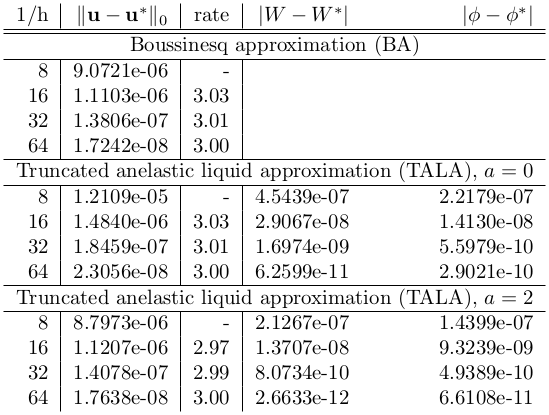 1/h ‖u − u*‖₀ rate |W − W*| |ϕ − ϕ*|
Boussinesq approximation (BA)
8 9.0721e-06 -
16 1.1103e-06 3.03
32 1.3806e-07 3.01
64 1.7242e-08 3.00
Truncated anelastic liquid approximation (TALA), a = 0
8 1.2109e-05 - 4.5439e-07 2.2179e-07
16 1.4840e-06 3.03 2.9067e-08 1.4130e-08
32 1.8459e-07 3.01 1.6974e-09 5.5979e-10
64 2.3056e-08 3.00 6.2599e-11 2.9021e-10
Truncated anelastic liquid approximation (TALA), a = 2
8 8.7973e-06 - 2.1267e-07 1.4399e-07
16 1.1207e-06 2.97 1.3707e-08 9.3239e-09
32 1.4078e-07 2.99 8.0734e-10 4.9389e-10
64 1.7638e-08 3.00 2.6633e-12 6.6108e-11